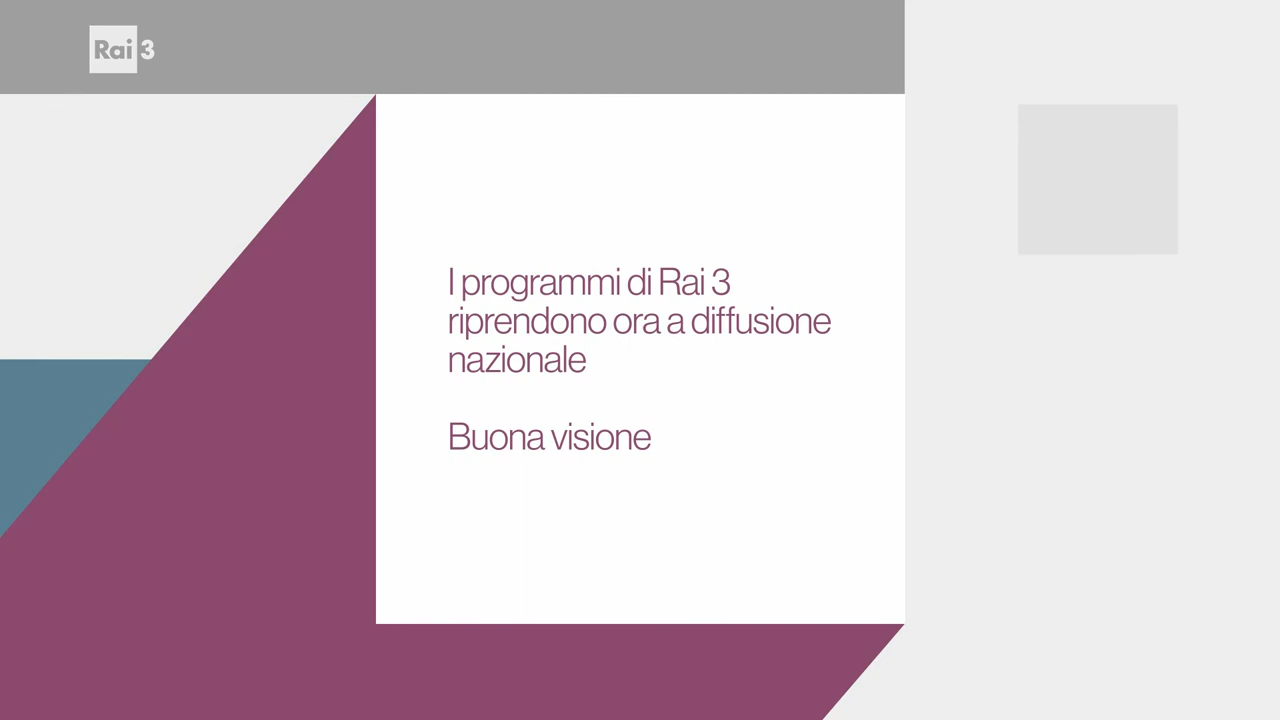 Rai 3
I programmi di Rai 3
riprendono ora a diffusione
nazionale
Buona visione